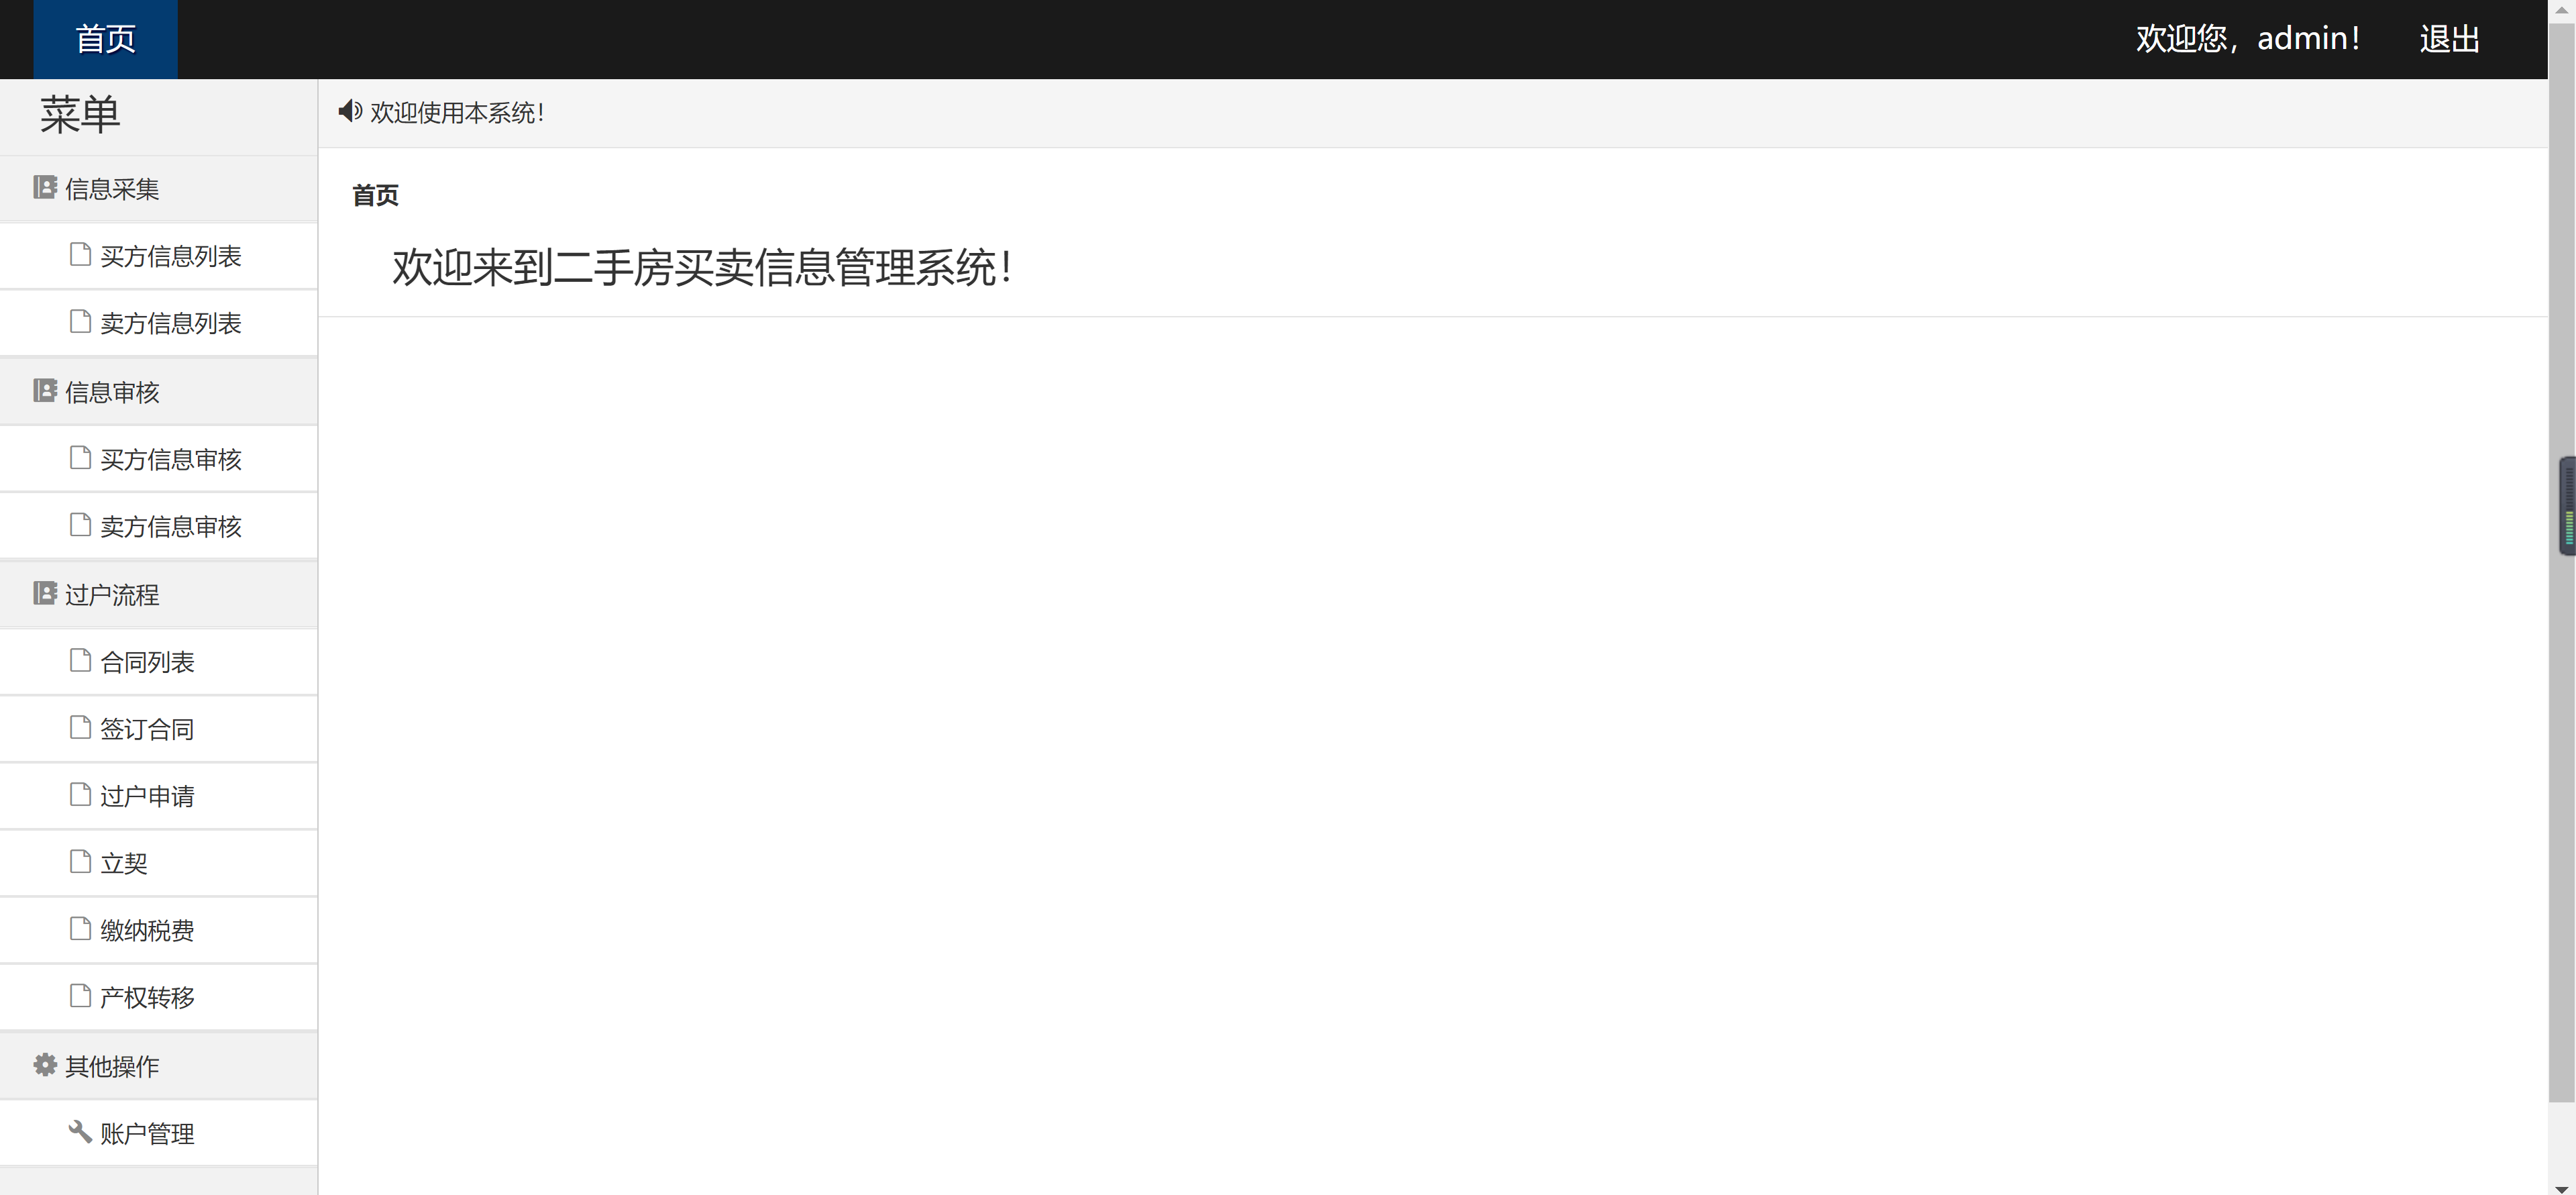 首页
欢迎您，admin！ 退出
菜单
欢迎使用本系统！
信息采集
买方信息列表
卖方信息列表
信息审核
买方信息审核
卖方信息审核
过户流程
合同列表
签订合同
过户申请
立契
缴纳税费
产权转移
其他操作
账户管理
首页
欢迎来到二手房买卖信息管理系统！